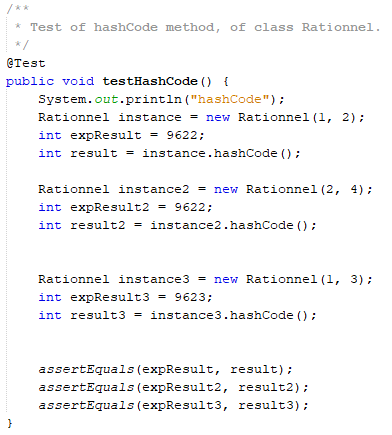 /**
 * Test of hashCode method, of class Rationnel.
 */
@Test
public void testHashCode() {
    System.out.println("hashCode");
    Rationnel instance = new Rationnel(1, 2);
    int expResult = 9622;
    int result = instance.hashCode();

    Rationnel instance2 = new Rationnel(2, 4);
    int expResult2 = 9622;
    int result2 = instance2.hashCode();


    Rationnel instance3 = new Rationnel(1, 3);
    int expResult3 = 9623;
    int result3 = instance3.hashCode();


    assertEquals(expResult, result);
    assertEquals(expResult2, result2);
    assertEquals(expResult3, result3);
}